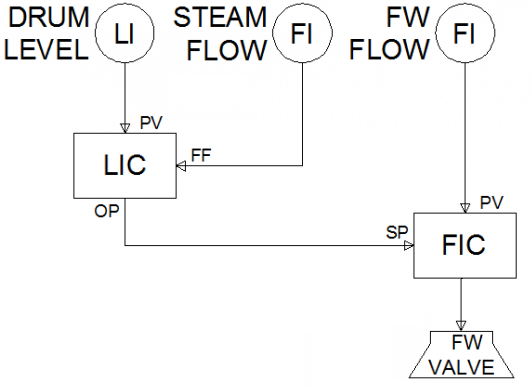 DRUM
LEVEL
LI
STEAM
FLOW
FI
FW
FLOW
FI
PV
LIC
FF
OP
PV
SP
FIC
FW
VALVE